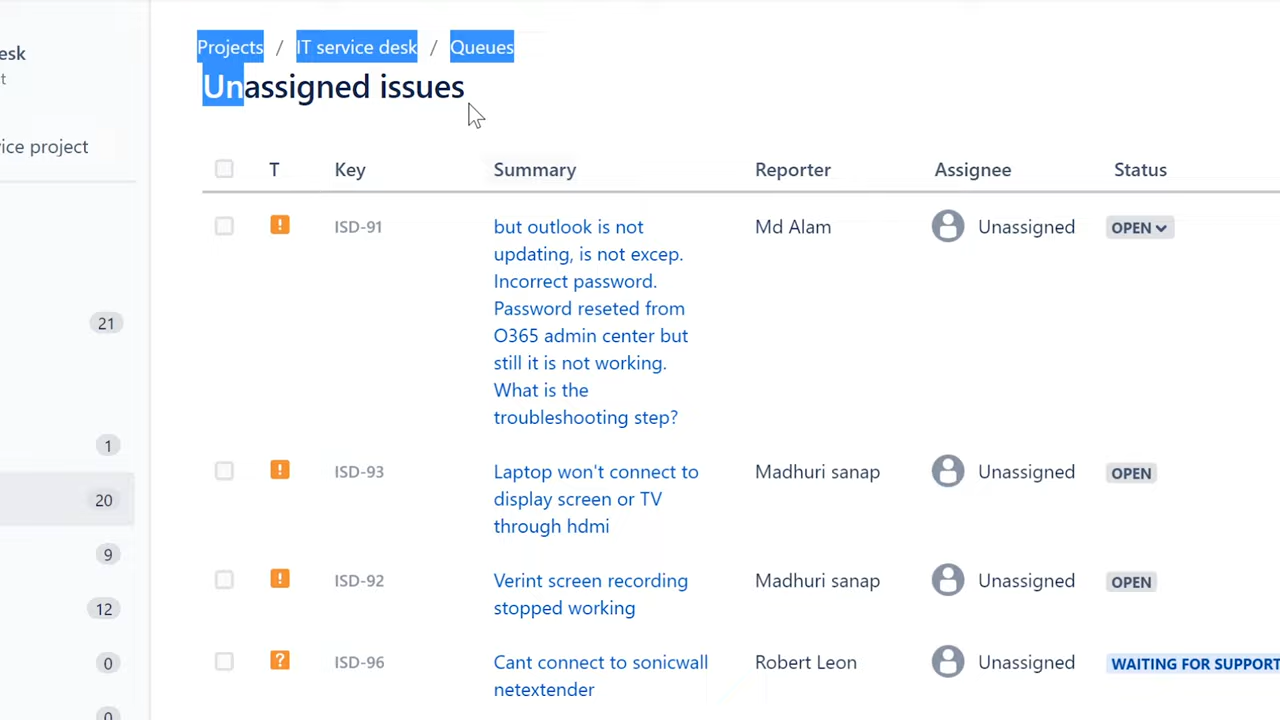 esk
t
ice project
21
1
20
9
12
0
0
Projects / IT service desk / Queues
Unassigned issues
T Key Summary Reporter Assignee Status
ISD-91 but outlook is not Md Alam Unassigned OPEN
updating, is not excep.
Incorrect password.
Password reseted from
O365 admin center but
still it is not working.
What is the
troubleshooting step?
ISD-93 Laptop won't connect to Madhuri sanap Unassigned OPEN
display screen or TV
through hdmi
ISD-92 Verint screen recording Madhuri sanap Unassigned OPEN
stopped working
ISD-96 Cant connect to sonicwall Robert Leon Unassigned WAITING FOR SUPPORT
netextender